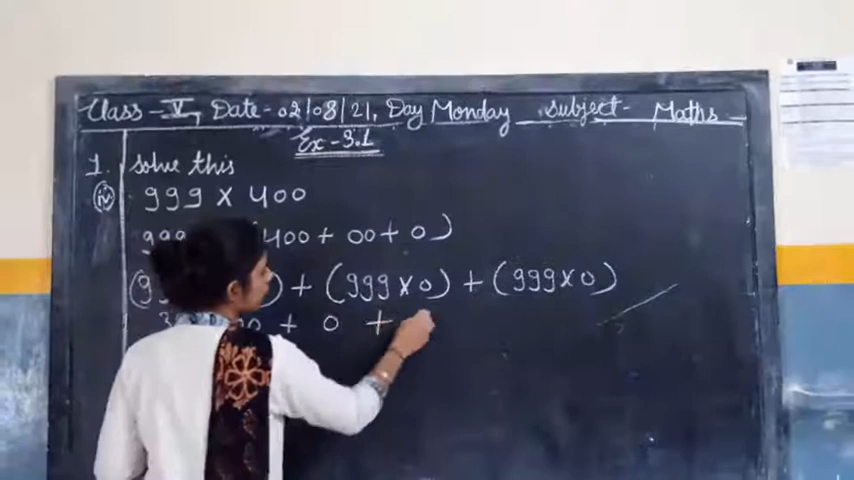 Class - V, Date - 02/08/21, Day Monday, Subject - Maths
Ex - 3.1
1. Solve this
(iv) 999 x 400
400 + 00 + 0)
+ (999 x 0) + (999 x 0)
+ 0 +